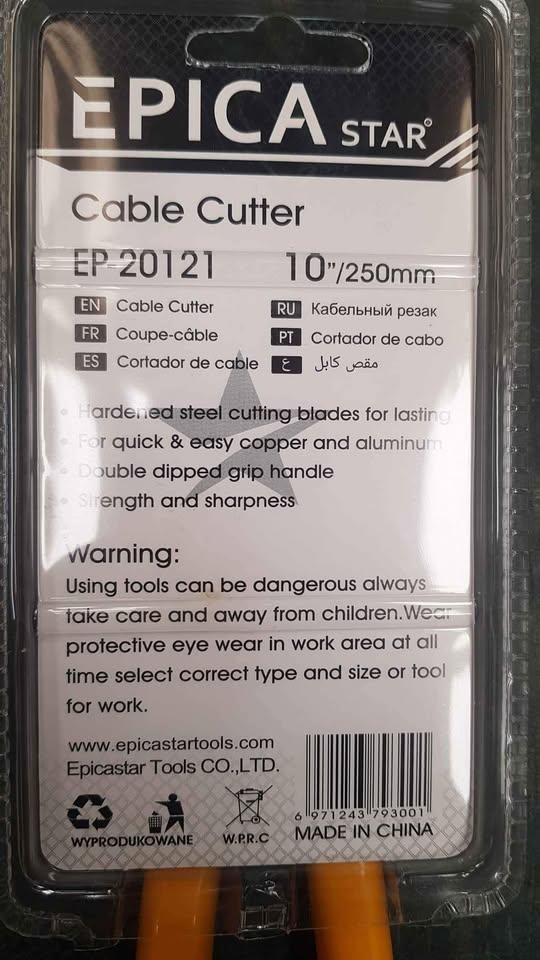 EPICA STAR®
Cable Cutter
EP-20121 10"/250mm
EN Cable Cutter RU Кабельный резак
FR Coupe-câble PT Cortador de cabo
ES Cortador de cable ع مقص كابل
• Hardened steel cutting blades for lasting
• For quick & easy copper and aluminum
• Double dipped grip handle
• Strength and sharpness
Warning:
Using tools can be dangerous always
take care and away from children.Wear
protective eye wear in work area at all
time select correct type and size or tool
for work.
www.epicastartools.com
Epicastar Tools CO.,LTD.
6 971243 793001
WYPRODUKOWANE W.P.R.C MADE IN CHINA